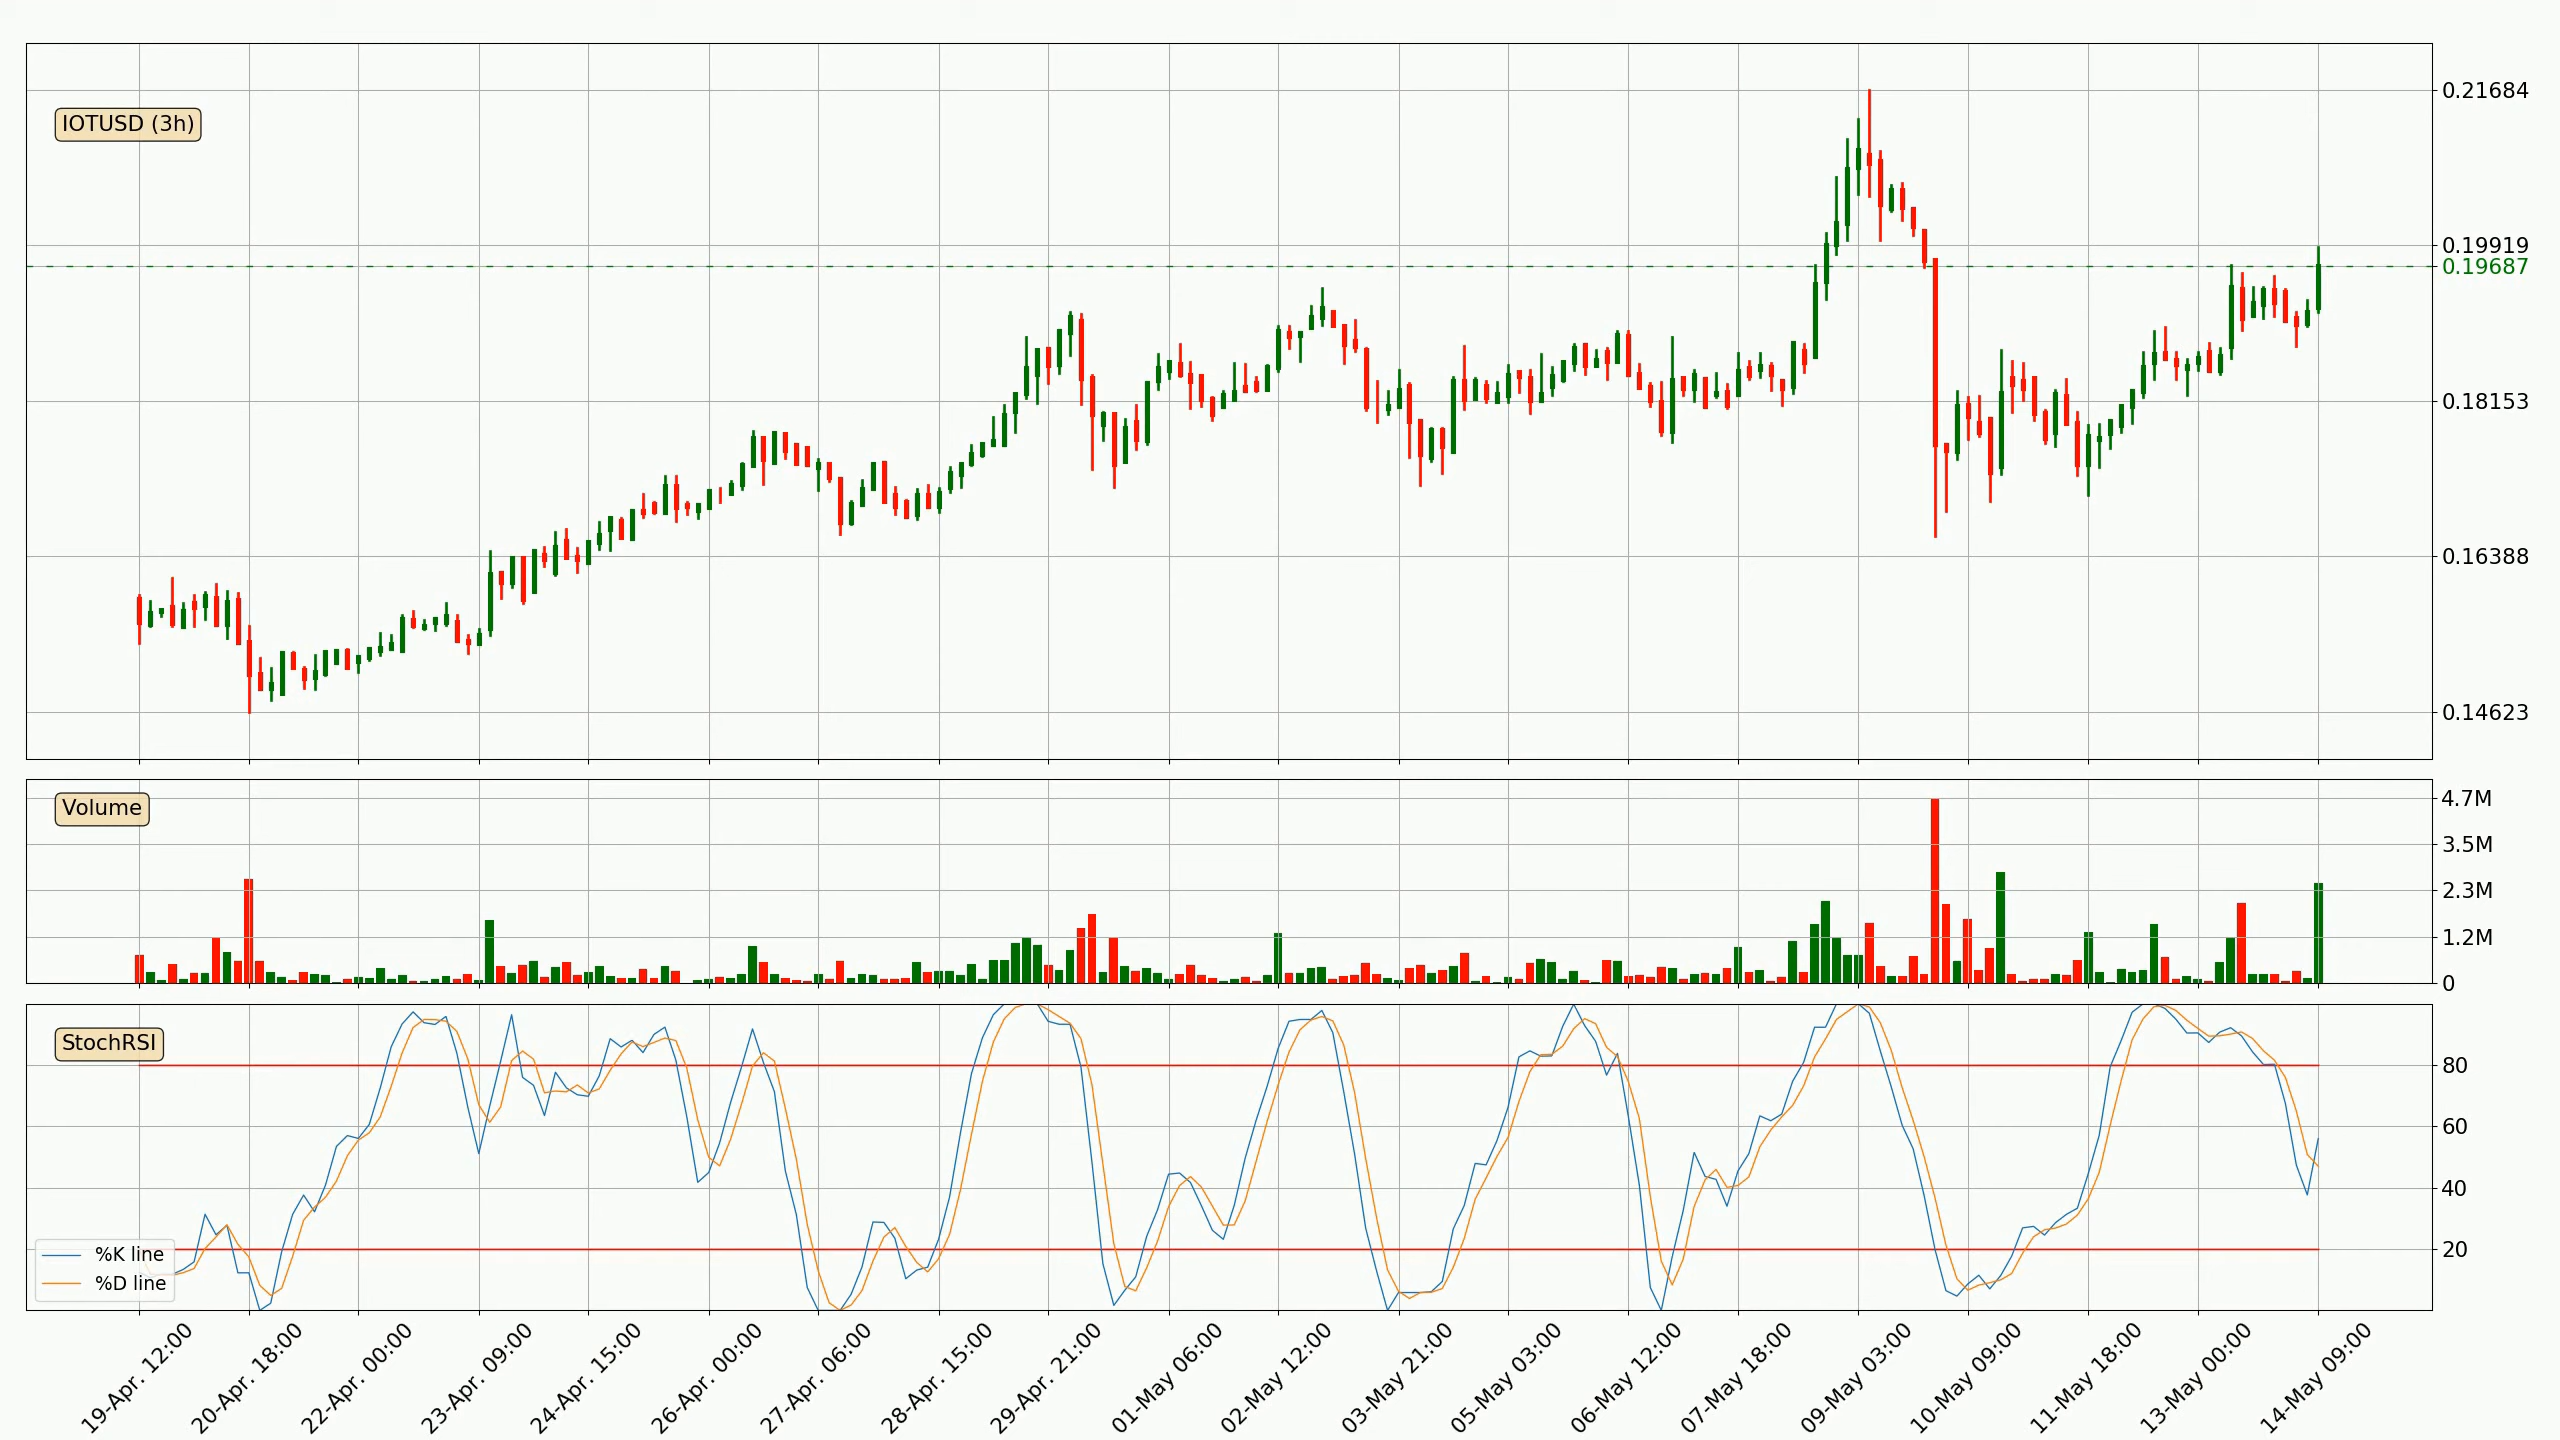 IOTUSD (3h)
0.21684
0.19919
0.19687
0.18153
0.16388
0.14623
Volume
4.7M
3.5M
2.3M
1.2M
0
StochRSI
80
60
40
20
%K line
%D line
19-Apr. 12:00
20-Apr. 18:00
22-Apr. 00:00
23-Apr. 09:00
24-Apr. 15:00
26-Apr. 00:00
27-Apr. 06:00
28-Apr. 15:00
29-Apr. 21:00
01-May 06:00
02-May 12:00
03-May 21:00
05-May 03:00
06-May 12:00
07-May 18:00
09-May 03:00
10-May 09:00
11-May 18:00
13-May 00:00
14-May 09:00